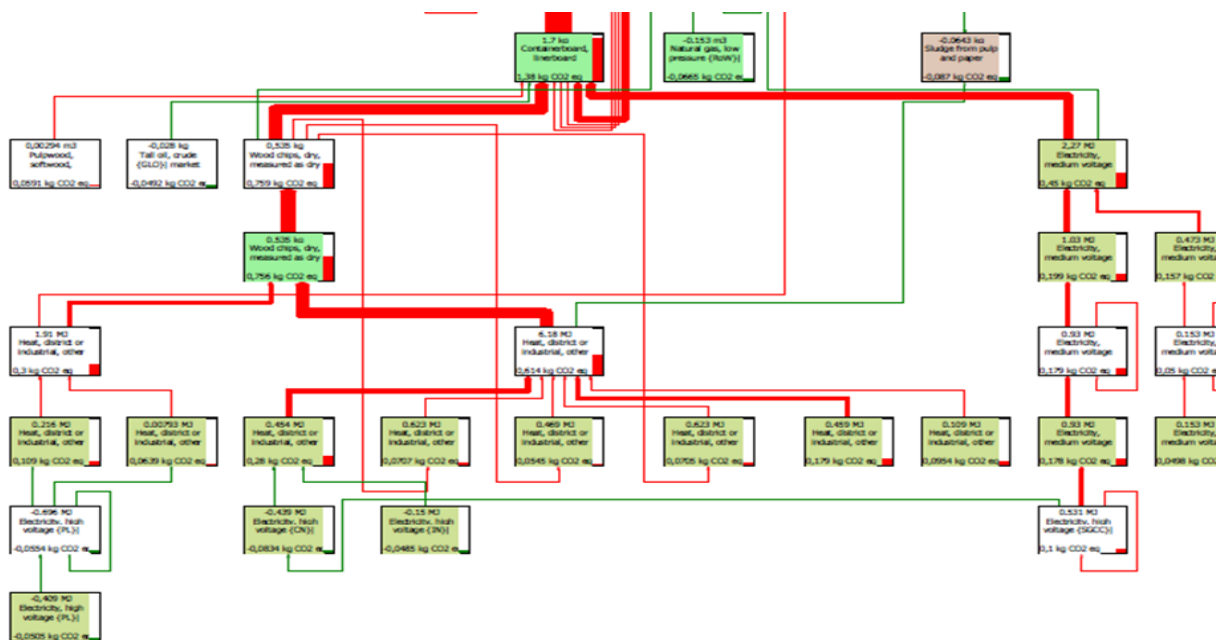 1.7 kg
Containerboard,
linerboard
1,38 kg CO2 eq
-0.153 m3
Natural gas, low
pressure {RoW}|
-0,0665 kg CO2 eq
-0.0643 kg
Sludge from pulp
and paper
-0,087 kg CO2 eq
0,00294 m3
Pulpwood,
softwood,
0,0591 kg CO2 eq
-0,028 kg
Tall oil, crude
{GLO}| market
-0,0492 kg CO2 eq
0,535 kg
Wood chips, dry,
measured as dry
0,759 kg CO2 eq
2,27 MJ
Electricity,
medium voltage
0,45 kg CO2 eq
0.535 kg
Wood chips, dry,
measured as dry
0,756 kg CO2 eq
1.03 MJ
Electricity,
medium voltage
0,199 kg CO2 eq
0.473 MJ
Electricity,
medium volta
0,157 kg CO2 eq
1.91 MJ
Heat, district or
industrial, other
0,3 kg CO2 eq
6.18 MJ
Heat, district or
industrial, other
0,614 kg CO2 eq
0.93 MJ
Electricity,
medium voltage
0,179 kg CO2 eq
0.153 MJ
Electricity,
medium volta
0,05 kg CO2 eq
0.216 MJ
Heat, district or
industrial, other
0,109 kg CO2 eq
0.00793 MJ
Heat, district or
industrial, other
0,0639 kg CO2 eq
0.454 MJ
Heat, district or
industrial, other
0,28 kg CO2 eq
0.623 MJ
Heat, district or
industrial, other
0,0707 kg CO2 eq
0.469 MJ
Heat, district or
industrial, other
0,0545 kg CO2 eq
0.623 MJ
Heat, district or
industrial, other
0,0705 kg CO2 eq
0.459 MJ
Heat, district or
industrial, other
0,179 kg CO2 eq
0.109 MJ
Heat, district or
industrial, other
0,0954 kg CO2 eq
0.93 MJ
Electricity,
medium voltage
0,178 kg CO2 eq
0.153 MJ
Electricity,
medium volta
0,0498 kg CO2 eq
-0.696 MJ
Electricity, high
voltage {PL}|
-0,0554 kg CO2 eq
-0.439 MJ
Electricity, high
voltage {CN}|
-0,0834 kg CO2 eq
-0.15 MJ
Electricity, high
voltage {IN}|
-0,0485 kg CO2 eq
0.531 MJ
Electricity, high
voltage {SGCC}|
0,1 kg CO2 eq
-0,409 MJ
Electricity, high
voltage {PL}|
-0,0505 kg CO2 eq